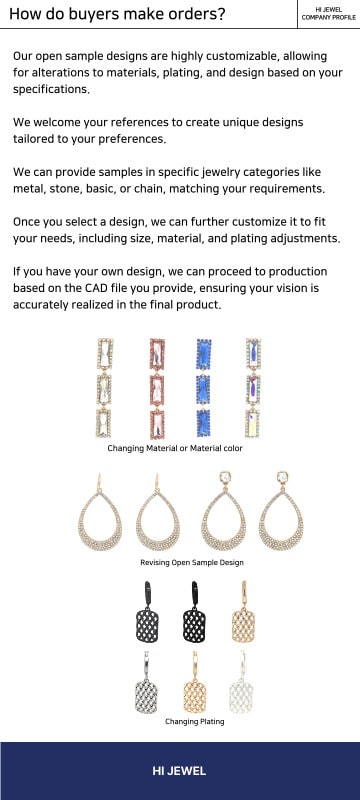 How do buyers make orders?
HI JEWEL
COMPANY PROFILE
Our open sample designs are highly customizable, allowing
for alterations to materials, plating, and design based on your
specifications.
We welcome your references to create unique designs
tailored to your preferences.
We can provide samples in specific jewelry categories like
metal, stone, basic, or chain, matching your requirements.
Once you select a design, we can further customize it to fit
your needs, including size, material, and plating adjustments.
If you have your own design, we can proceed to production
based on the CAD file you provide, ensuring your vision is
accurately realized in the final product.
Changing Material or Material color
Revising Open Sample Design
Changing Plating
HI JEWEL